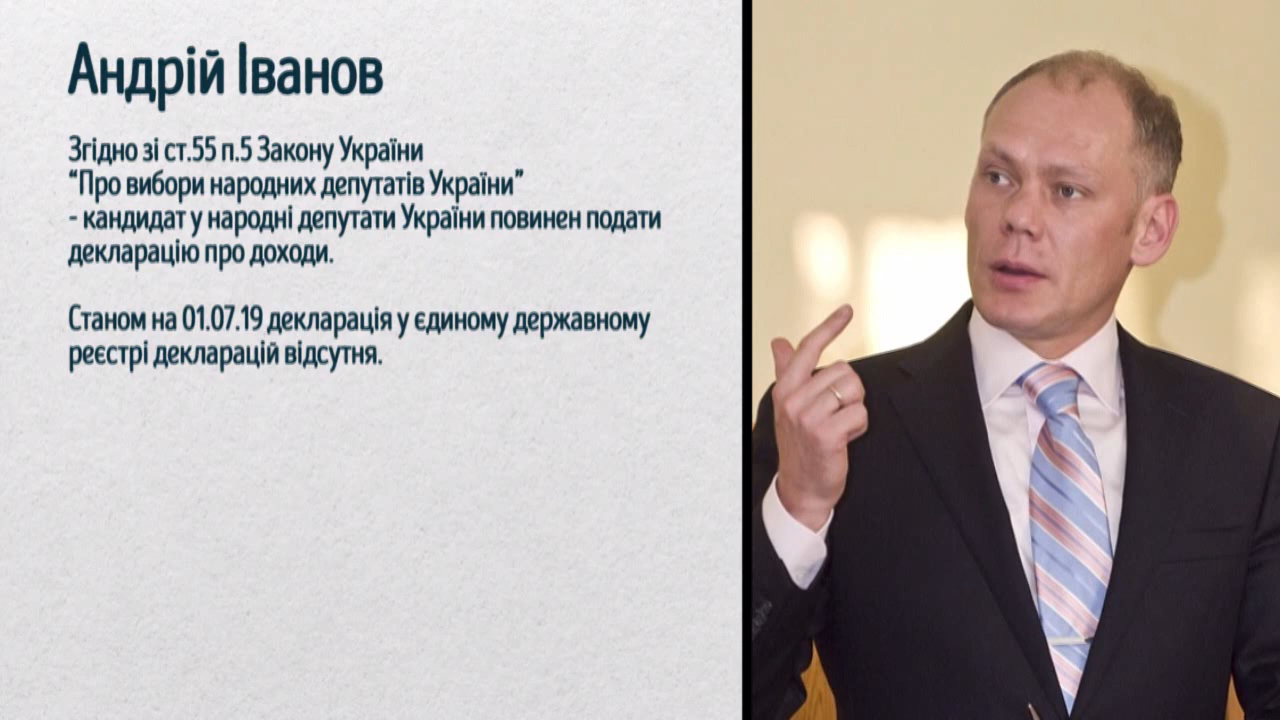 Андрій Іванов
Згідно зі ст.55 п.5 Закону України
“Про вибори народних депутатів України”
- кандидат у народні депутати України повинен подати
декларацію про доходи.
Станом на 01.07.19 декларація у єдиному державному
реєстрі декларацій відсутня.